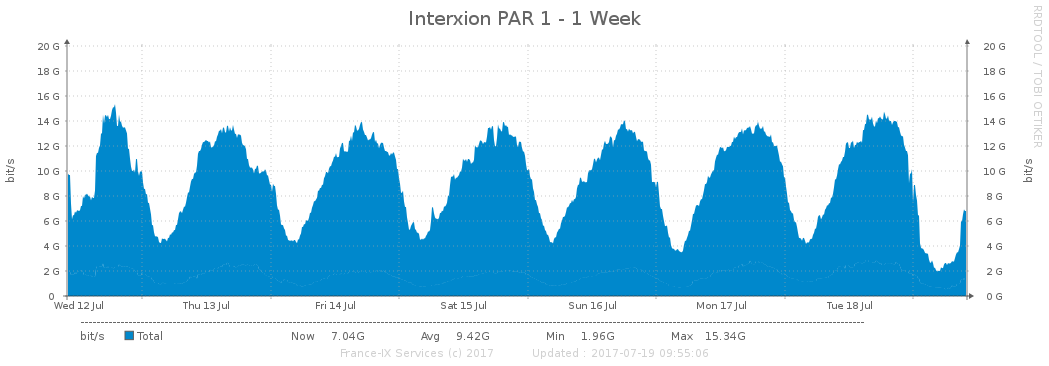 Interxion PAR 1 - 1 Week
RRDTOOL / TOBI OETIKER
bit/s
20 G 20 G
18 G 18 G
16 G 16 G
14 G 14 G
12 G 12 G
10 G 10 G
8 G 8 G
6 G 6 G
4 G 4 G
2 G 2 G
0 0 G
bit/s
Wed 12 Jul Thu 13 Jul Fri 14 Jul Sat 15 Jul Sun 16 Jul Mon 17 Jul Tue 18 Jul
bit/s Total Now 7.04G Avg 9.42G Min 1.96G Max 15.34G
France-IX Services (c) 2017 Updated : 2017-07-19 09:55:06